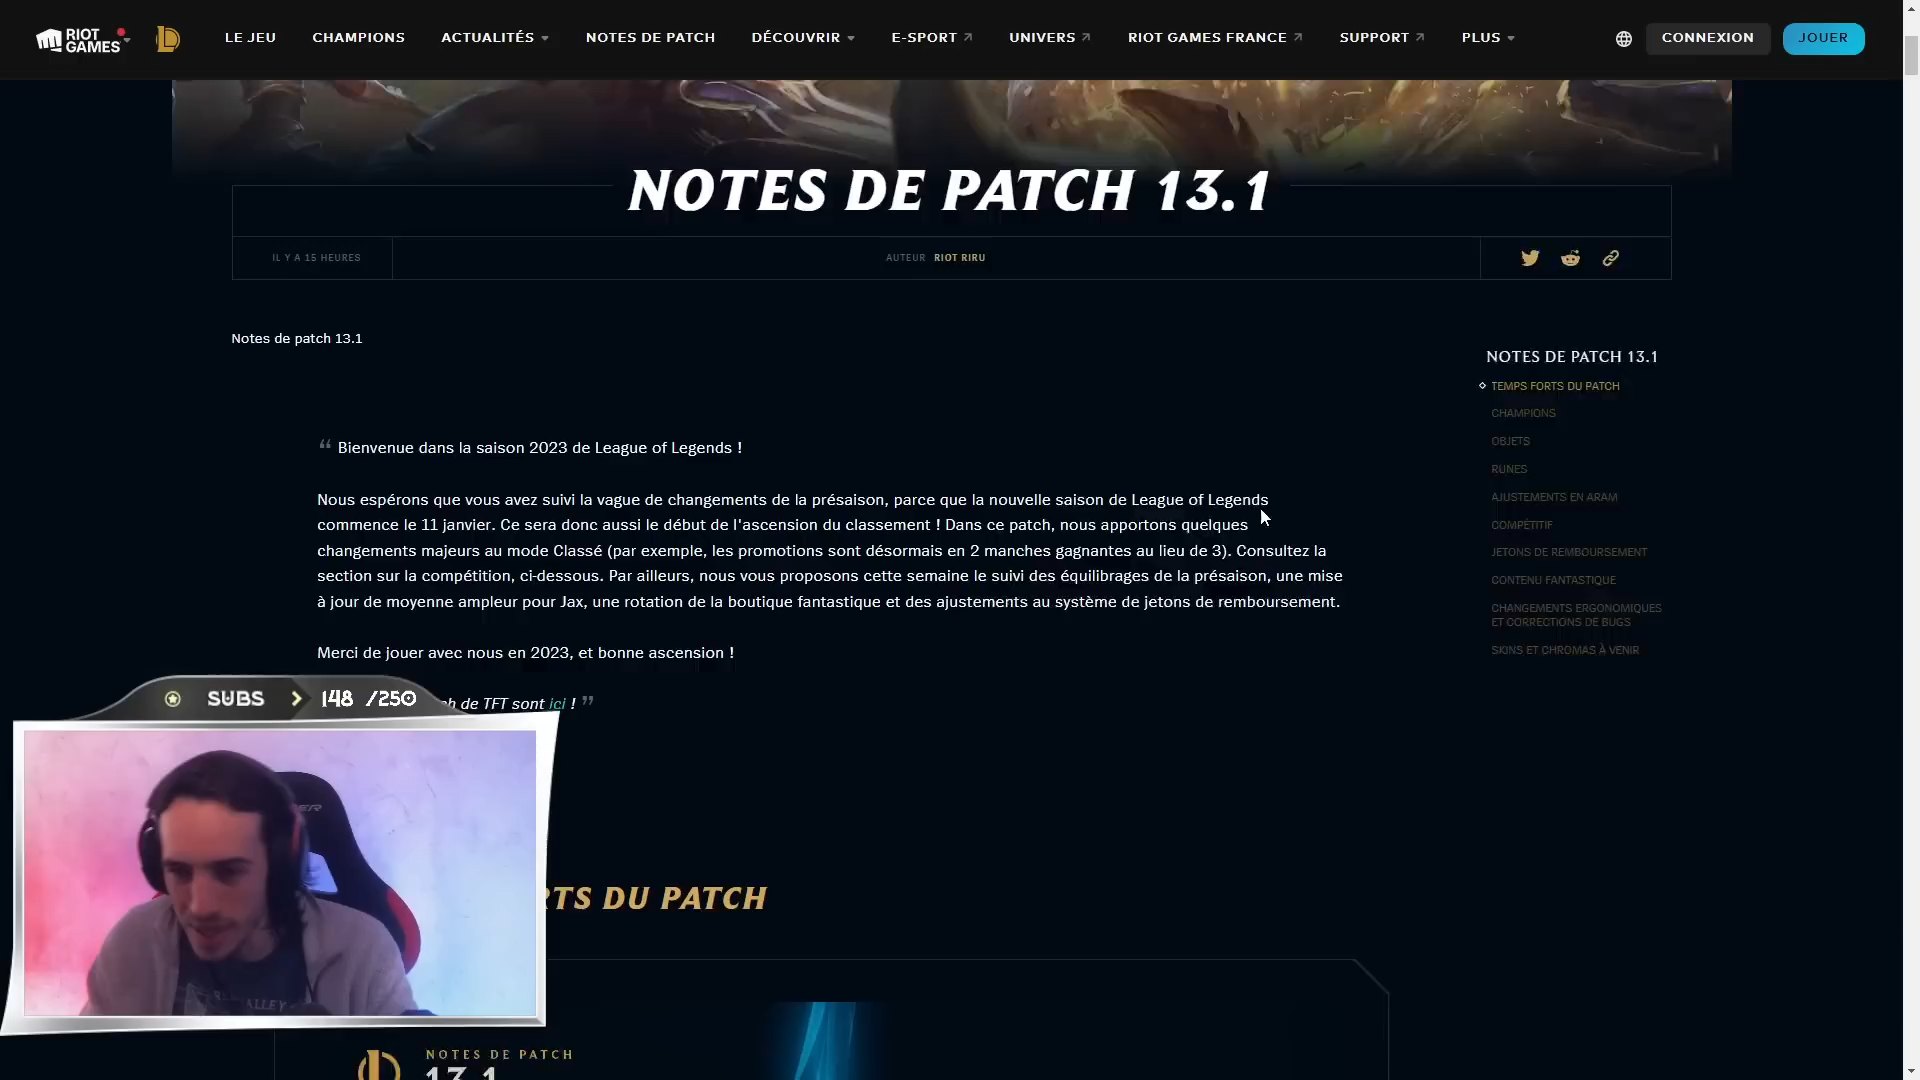 RIOT GAMES
LE JEU
CHAMPIONS
ACTUALITÉS
NOTES DE PATCH
DÉCOUVRIR
E-SPORT
UNIVERS
RIOT GAMES FRANCE
SUPPORT
PLUS
CONNEXION
JOUER
NOTES DE PATCH 13.1
IL Y A 15 HEURES
AUTEUR RIOT RIRU
Notes de patch 13.1
“ Bienvenue dans la saison 2023 de League of Legends !
Nous espérons que vous avez suivi la vague de changements de la présaison, parce que la nouvelle saison de League of Legends
commence le 11 janvier. Ce sera donc aussi le début de l'ascension du classement ! Dans ce patch, nous apportons quelques
changements majeurs au mode Classé (par exemple, les promotions sont désormais en 2 manches gagnantes au lieu de 3). Consultez la
section sur la compétition, ci-dessous. Par ailleurs, nous vous proposons cette semaine le suivi des équilibrages de la présaison, une mise
à jour de moyenne ampleur pour Jax, une rotation de la boutique fantastique et des ajustements au système de jetons de remboursement.
Merci de jouer avec nous en 2023, et bonne ascension !
de TFT sont ici ! ”
NOTES DE PATCH 13.1
TEMPS FORTS DU PATCH
CHAMPIONS
OBJETS
RUNES
AJUSTEMENTS EN ARAM
COMPÉTITIF
JETONS DE REMBOURSEMENT
CONTENU FANTASTIQUE
CHANGEMENTS ERGONOMIQUES
ET CORRECTIONS DE BUGS
SKINS ET CHROMAS À VENIR
SUBS > 148 /250
RTS DU PATCH
NOTES DE PATCH
13.1